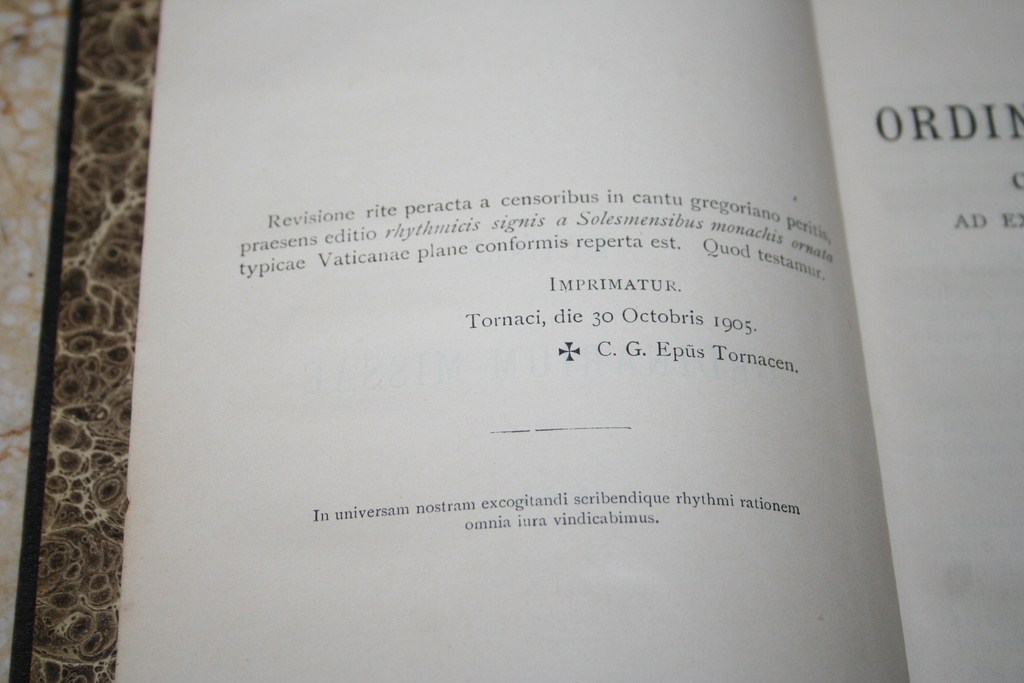 Revisione rite peracta a censoribus in cantu gregoriano peritis,
praesens editio rhythmicis signis a Solesmensibus monachis ornata
typicae Vaticanae plane conformis reperta est. Quod testamur.
IMPRIMATUR.
Tornaci, die 30 Octobris 1905.
✠ C. G. Epūs Tornacen.
In universam nostram excogitandi scribendique rhythmi rationem
omnia iura vindicabimus.
ORDIN
AD EX